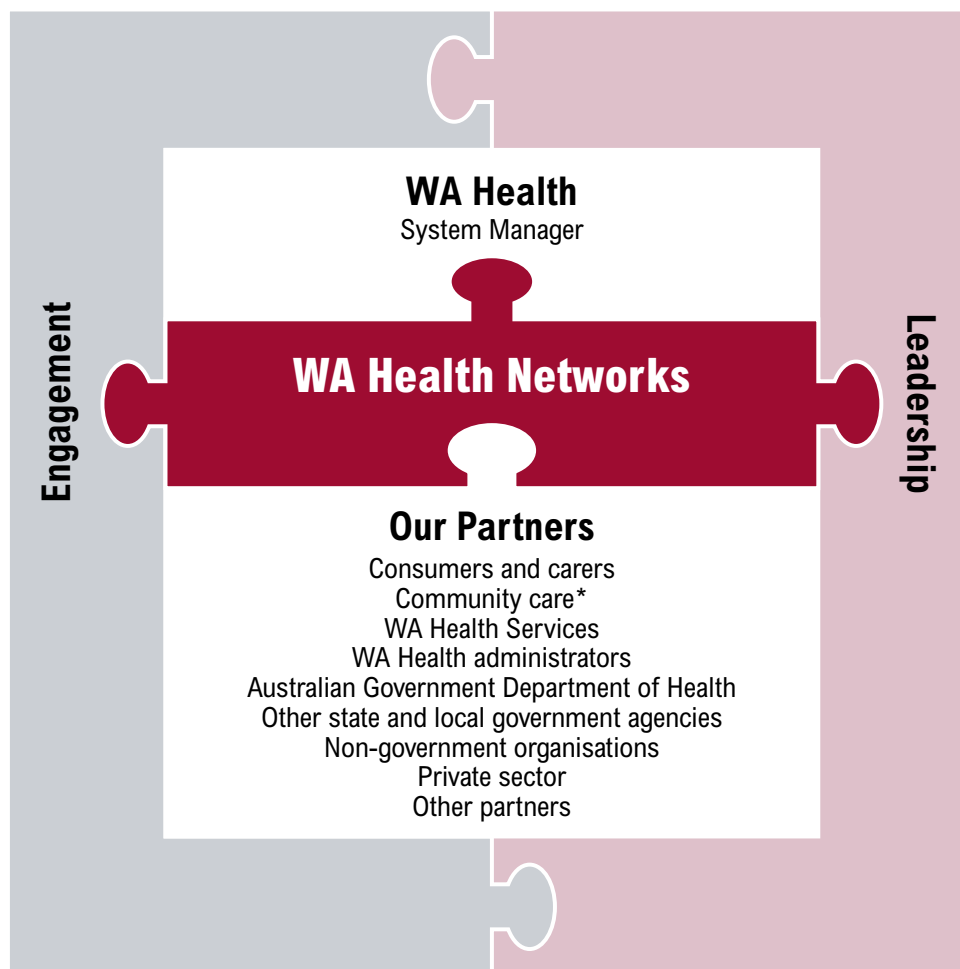 WA Health
System Manager
Engagement
WA Health Networks
Leadership
Our Partners
Consumers and carers
Community care*
WA Health Services
WA Health administrators
Australian Government Department of Health
Other state and local government agencies
Non-government organisations
Private sector
Other partners